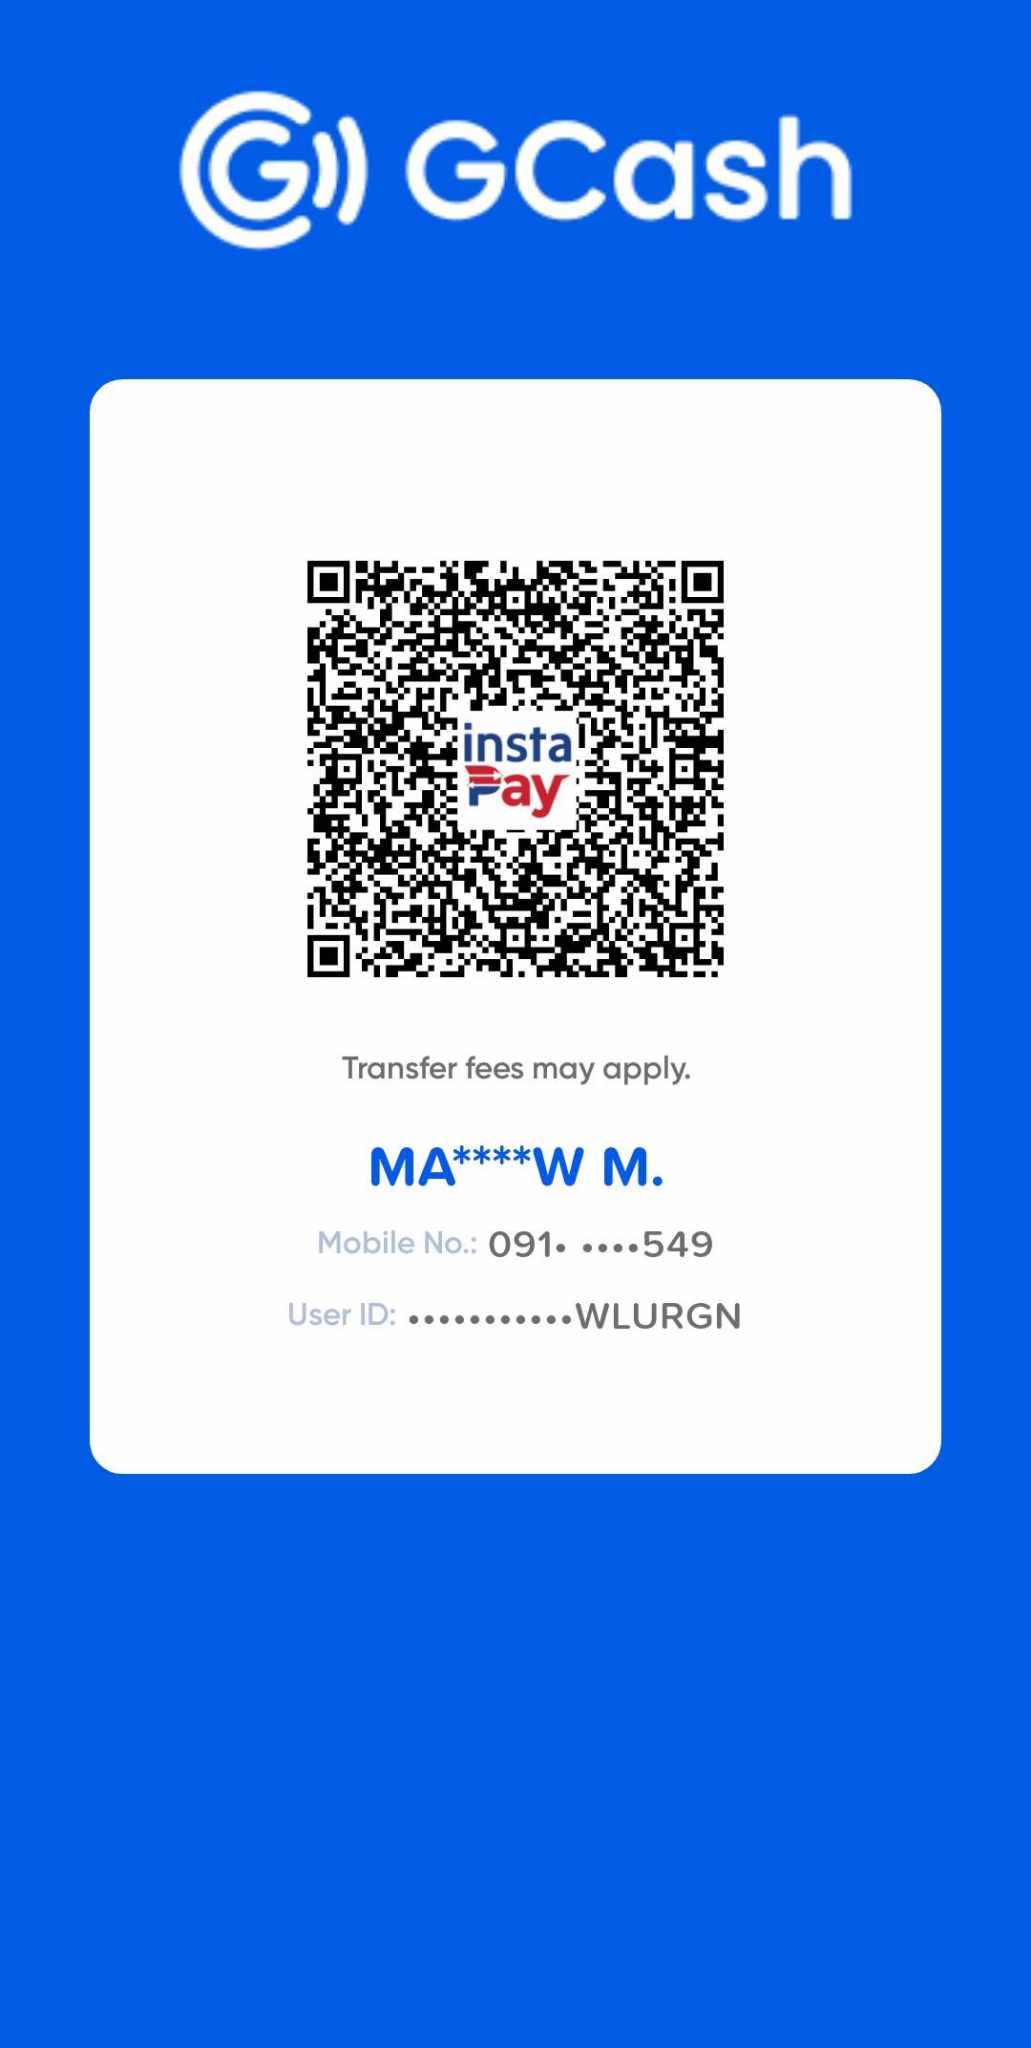 GCash
insta
Pay
Transfer fees may apply.
MA****W M.
Mobile No.: 091• ••••549
User ID: •••••••••••WLURGN